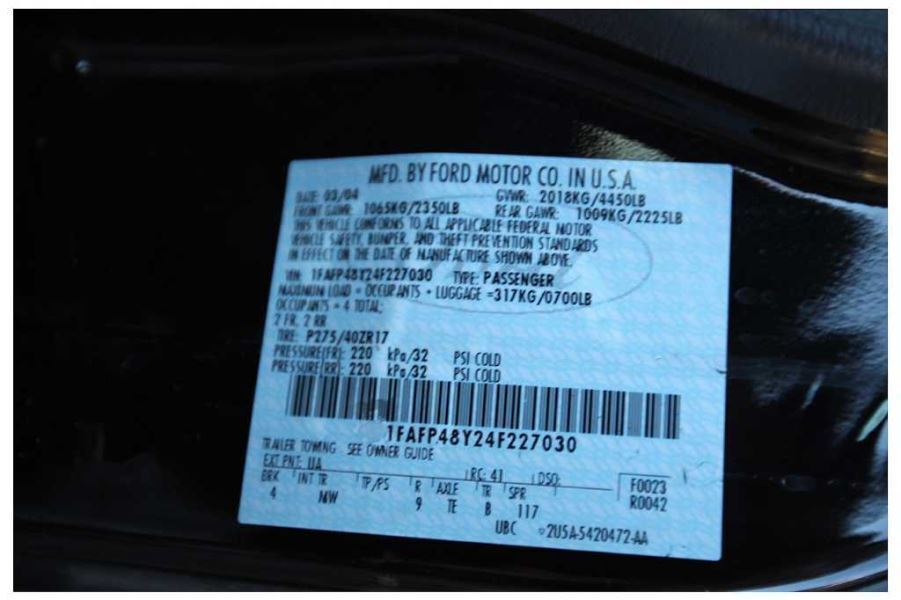 MFD. BY FORD MOTOR CO. IN U.S.A.
DATE: 03/04 GVWR: 2018KG/4450LB
FRONT GAWR: 1065KG/2350LB REAR GAWR: 1009KG/2225LB
THIS VEHICLE CONFORMS TO ALL APPLICABLE FEDERAL MOTOR
VEHICLE SAFETY, BUMPER, AND THEFT PREVENTION STANDARDS
IN EFFECT ON THE DATE OF MANUFACTURE SHOWN ABOVE.
VIN: 1FAFP48Y24F227030 TYPE: PASSENGER
MAXIMUM LOAD = OCCUPANTS + LUGGAGE =317KG/0700LB
OCCUPANTS = 4 TOTAL;
2 FR, 2 RR
TIRE: P275/40ZR17
PRESSURE(FR): 220 kPa/32 PSI COLD
PRESSURE(RR): 220 kPa/32 PSI COLD
1FAFP48Y24F227030
TRAILER TOWING SEE OWNER GUIDE
EXT PNT: UA RC: 41 DSO: F0023
BRK INT TR TP/PS R AXLE TR SPR R0042
4 MW 9 TE B 117
UBC 2U5A-5420472-AA